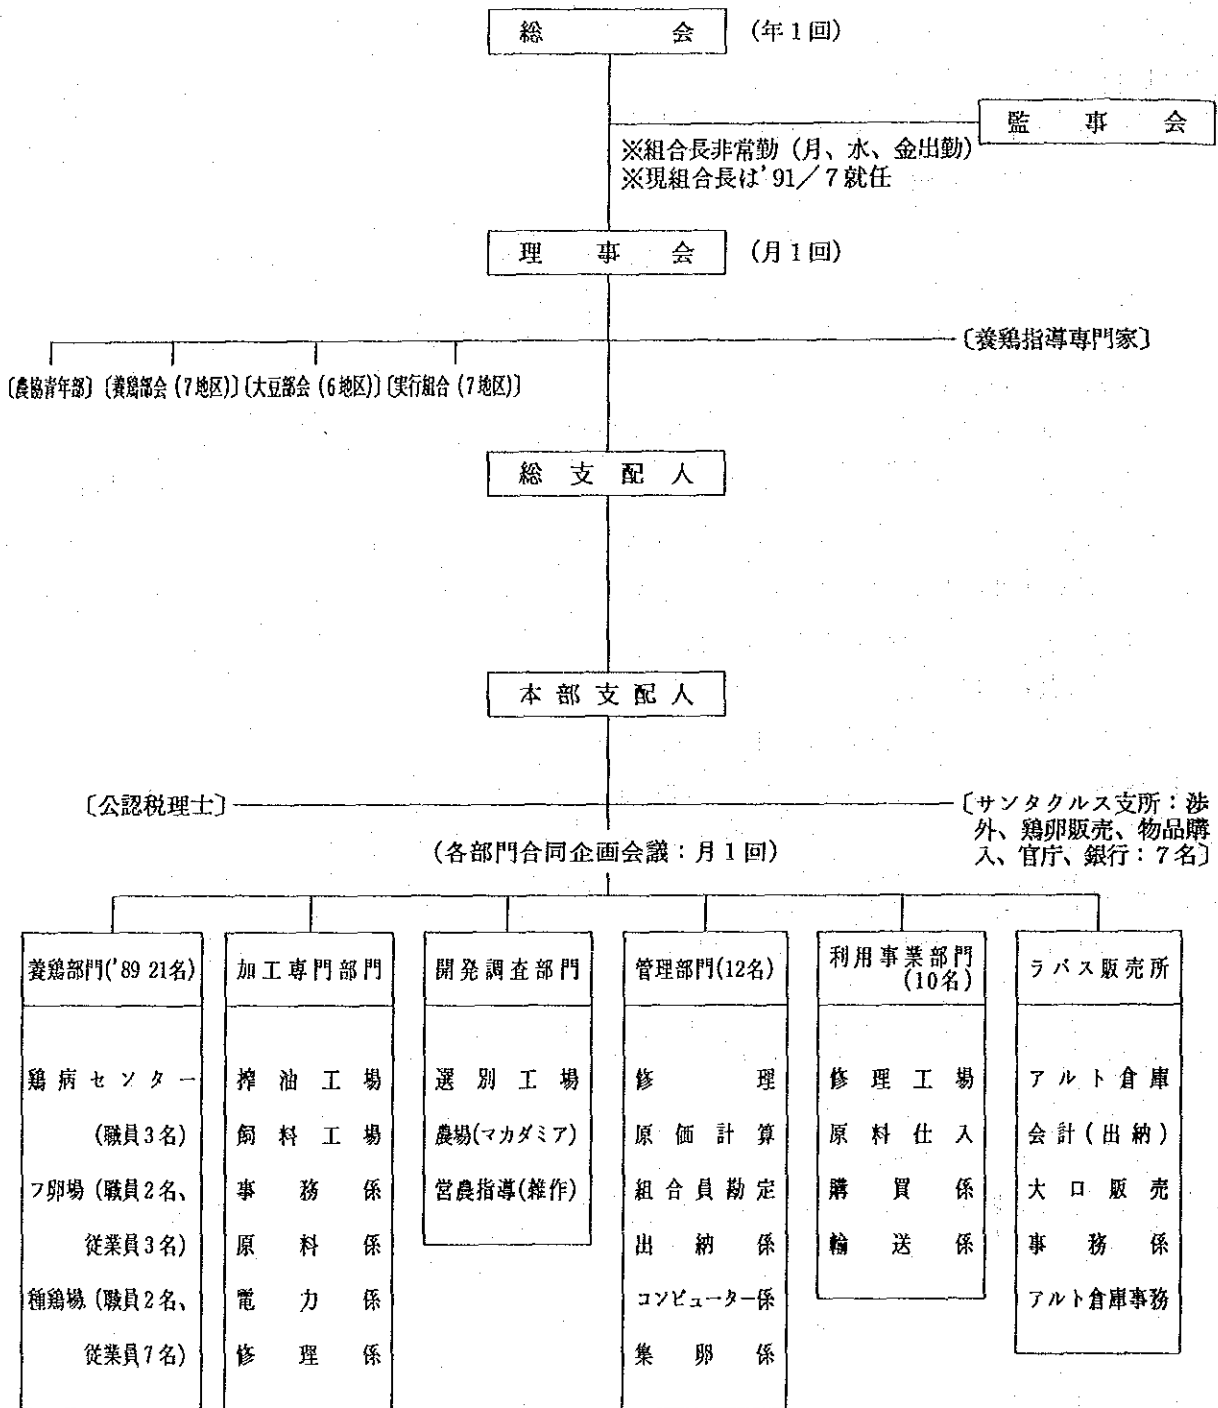 総会 (年1回)
監事会
※組合長非常勤 (月、水、金出勤)
※現組合長は'91/7就任
理事会 (月1回)
〔養鶏指導専門家〕
〔農協青年部〕 〔養鶏部会 (7地区)〕 〔大豆部会 (6地区)〕 〔実行組合 (7地区)〕
総支配人
本部支配人
〔公認税理士〕
〔サンタクルス支所：渉
外、鶏卵販売、物品購
入、官庁、銀行：7名〕
(各部門合同企画会議：月1回)
養鶏部門('89 21名)
鶏病センター
(職員3名)
フ卵場 (職員2名、
従業員3名)
種鶏場 (職員2名、
従業員7名)
加工専門部門
搾油工場
飼料工場
事務係
原料係
電力係
修理係
開発調査部門
選別工場
農場(マカダミア)
営農指導(雑作)
管理部門(12名)
修理
原価計算
組合員勘定
出納係
コンピューター係
集卵係
利用事業部門
(10名)
修理工場
原料仕入
購買係
輸送係
ラパス販売所
アルト倉庫
会計(出納)
大口販売
事務係
アルト倉庫事務